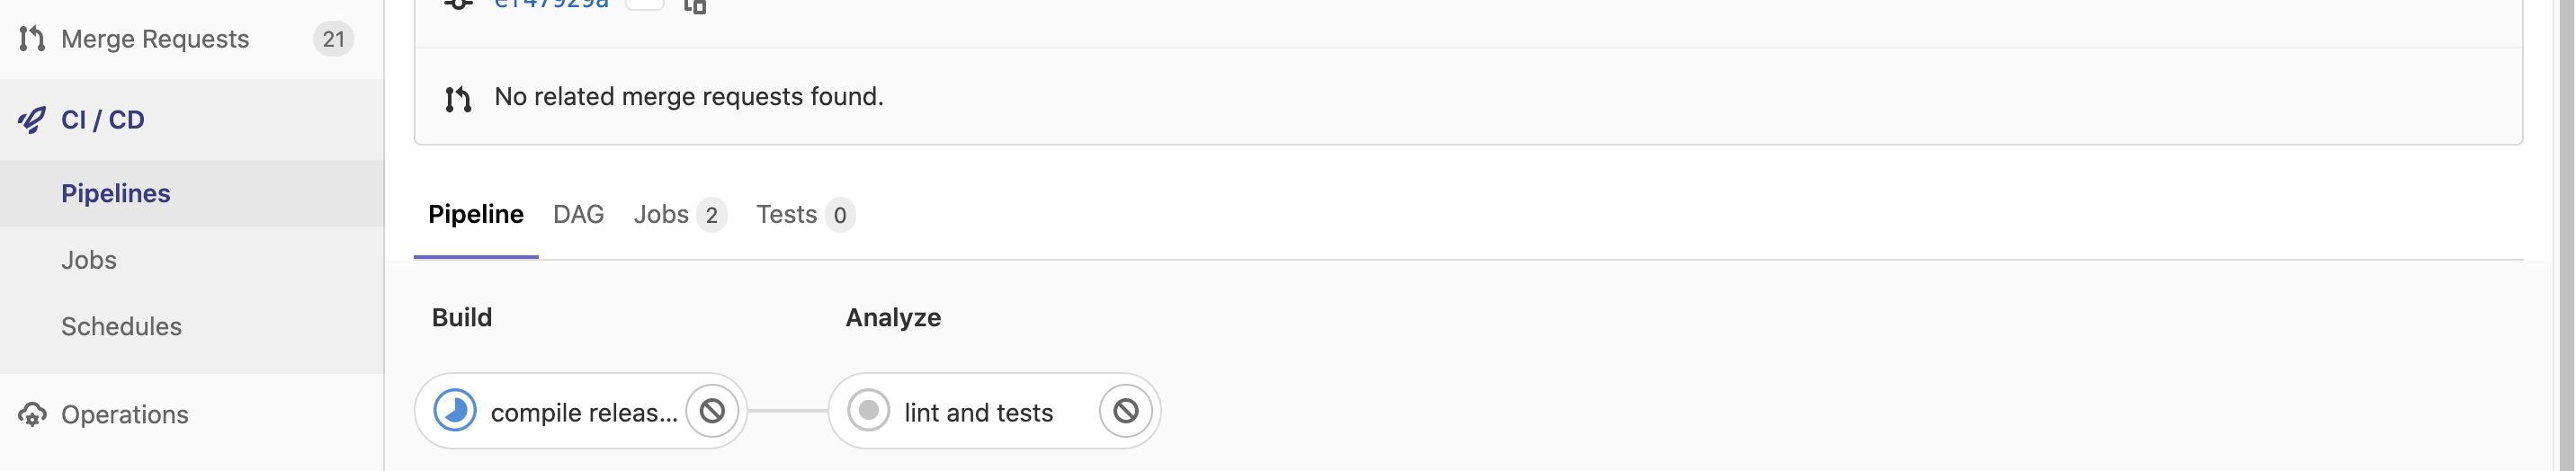 Merge Requests 21
CI / CD
Pipelines
Jobs
Schedules
Operations
No related merge requests found.
Pipeline DAG Jobs 2 Tests 0
Build Analyze
compile releas... lint and tests